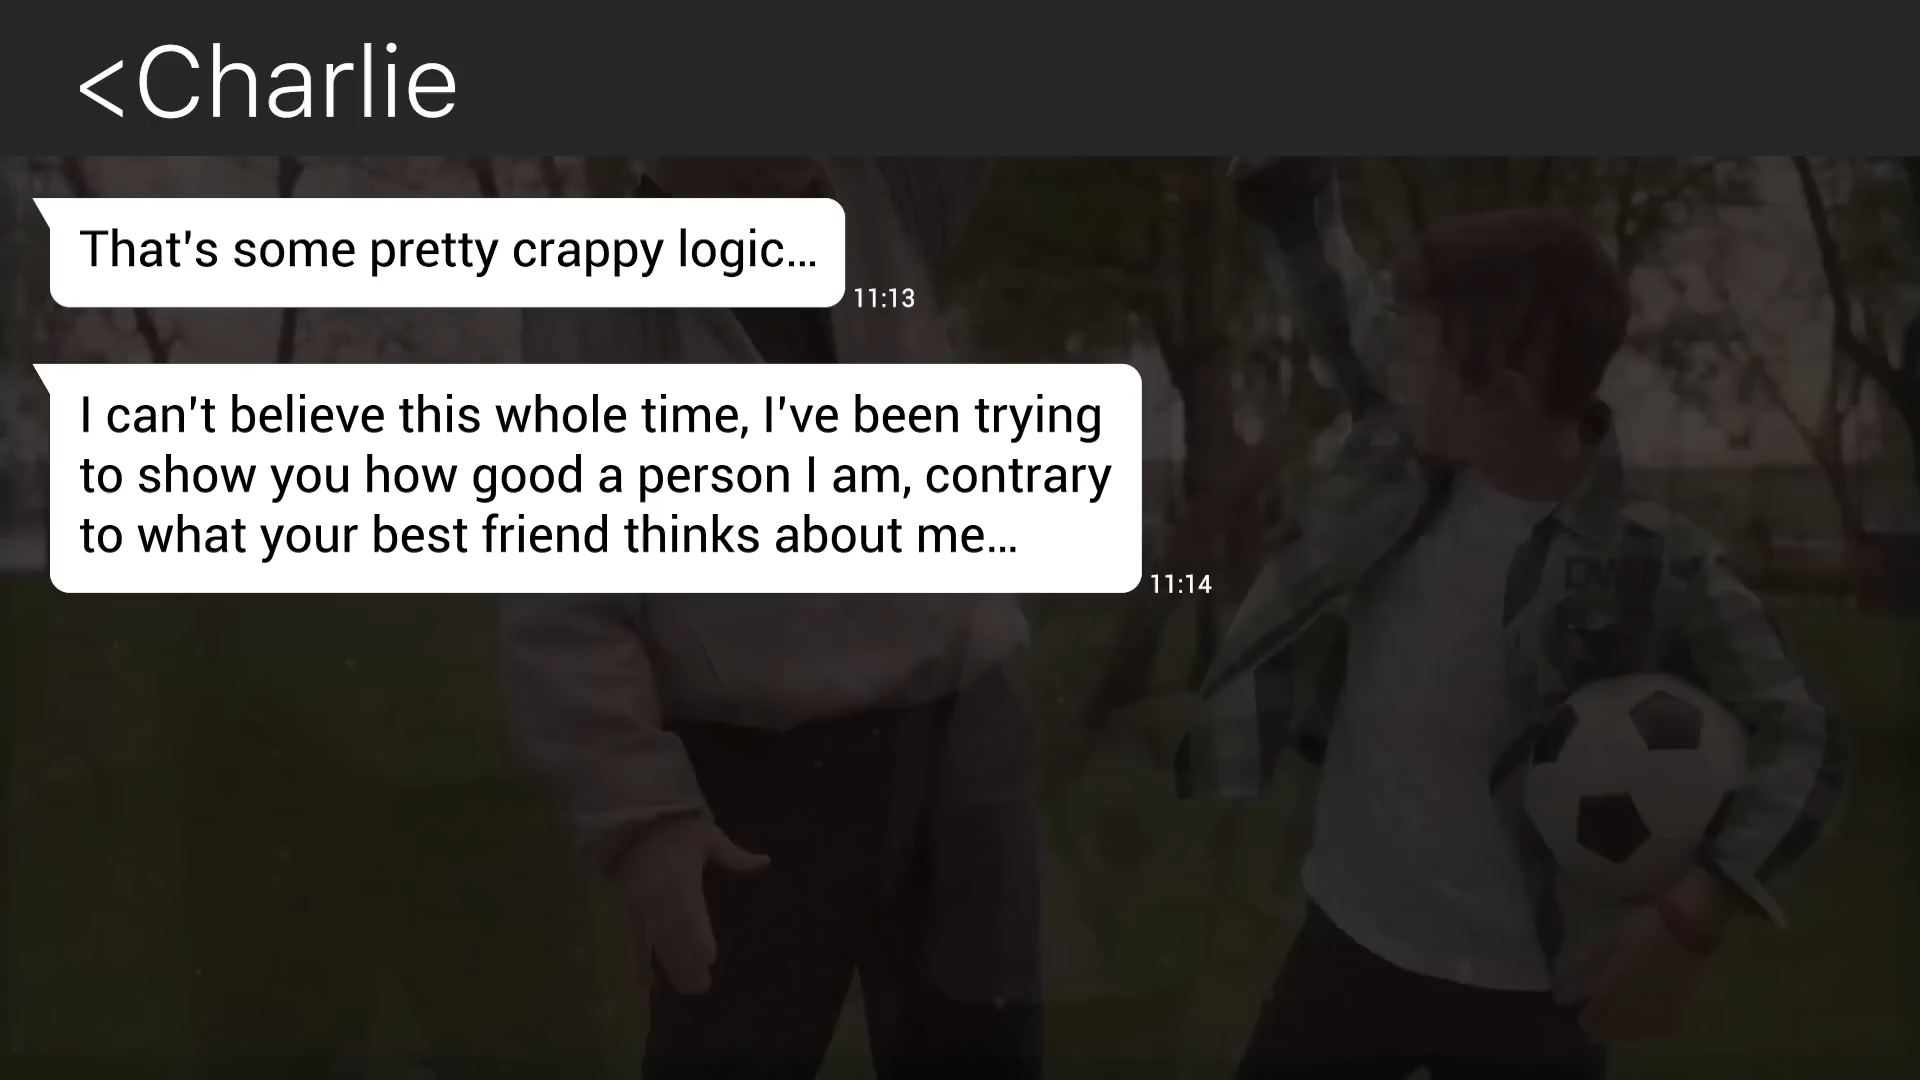 <Charlie
That's some pretty crappy logic...
11:13
I can't believe this whole time, I've been trying
to show you how good a person I am, contrary
to what your best friend thinks about me...
11:14